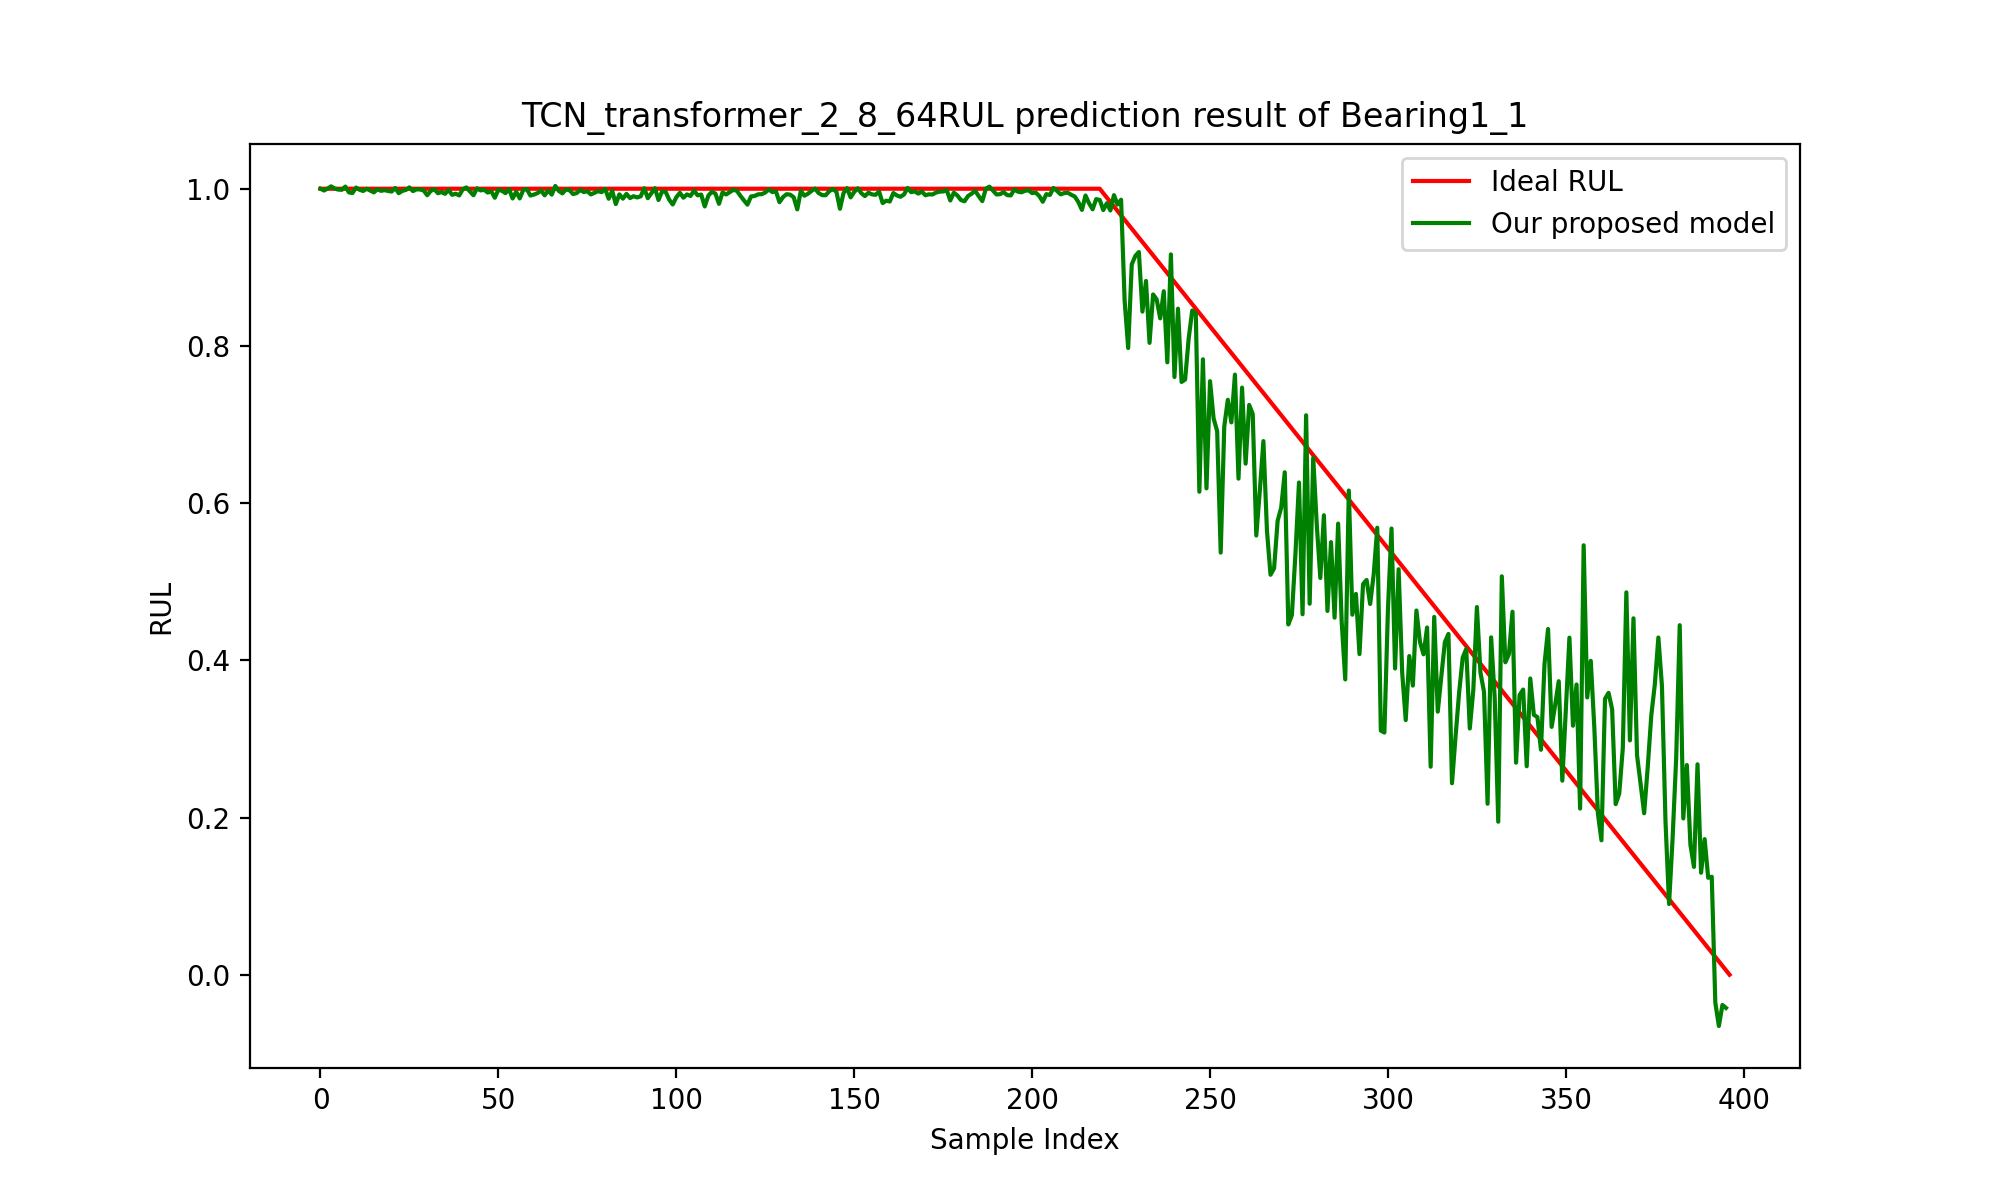 TCN_transformer_2_8_64RUL prediction result of Bearing1_1
Ideal RUL
Our proposed model
1.0
0.8
0.6
0.4
0.2
0.0
RUL
0 50 100 150 200 250 300 350 400
Sample Index